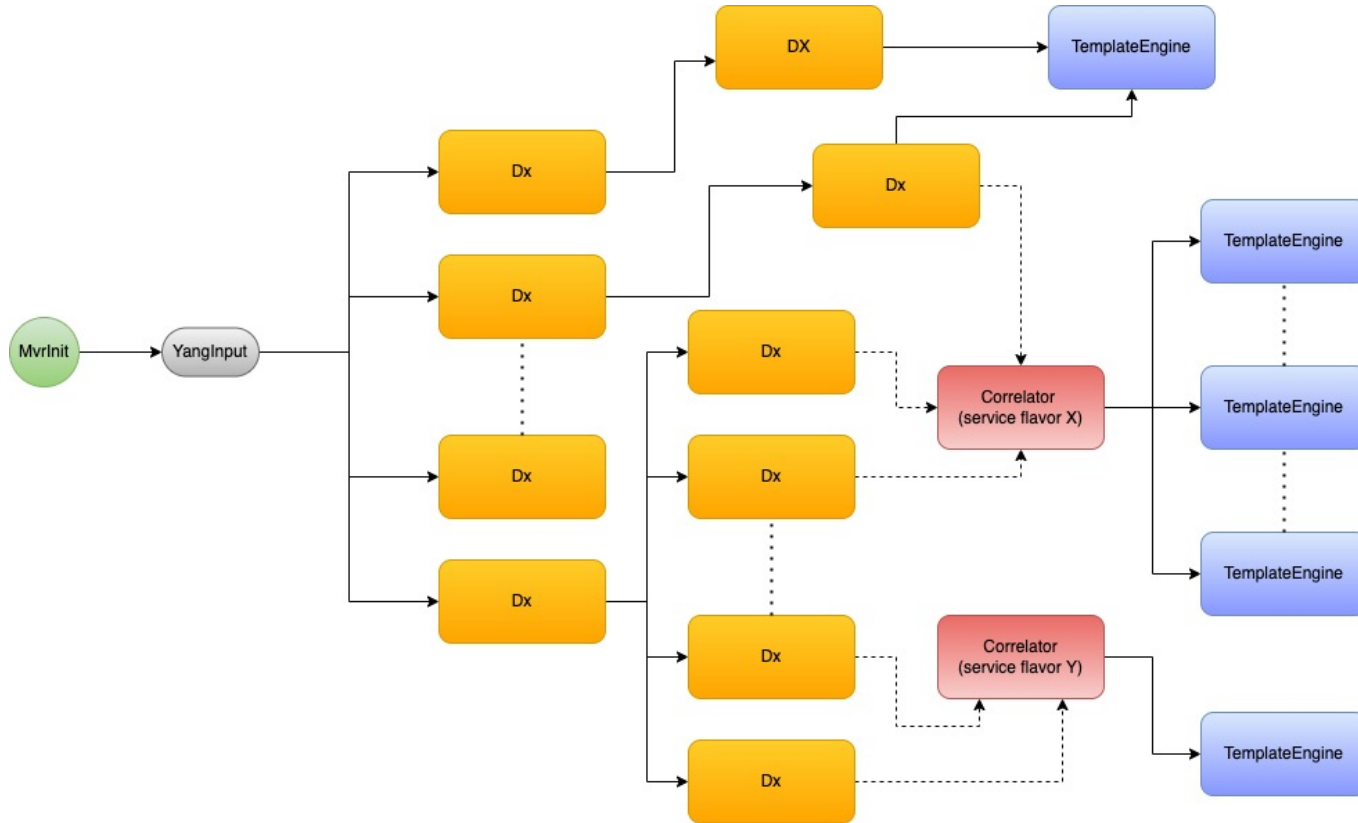 DX
TemplateEngine
Dx
Dx
Dx
TemplateEngine
Dx
Dx
MvrInit
YangInput
Correlator
(service flavor X)
TemplateEngine
Dx
Dx
TemplateEngine
Dx
Dx
Correlator
(service flavor Y)
Dx
TemplateEngine